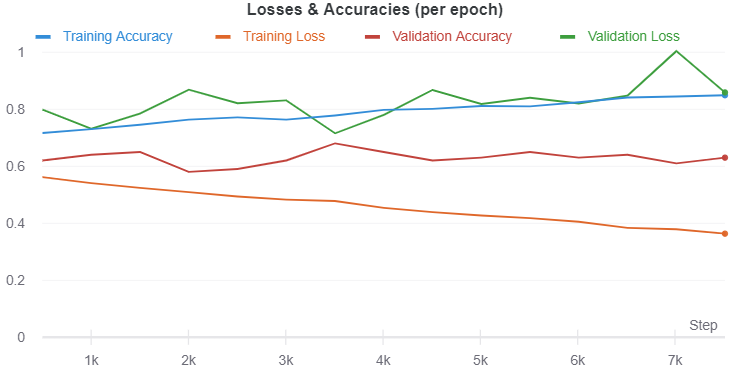 Losses & Accuracies (per epoch)
Training Accuracy Training Loss Validation Accuracy Validation Loss
1
0.8
0.6
0.4
0.2
0
Step
1k 2k 3k 4k 5k 6k 7k